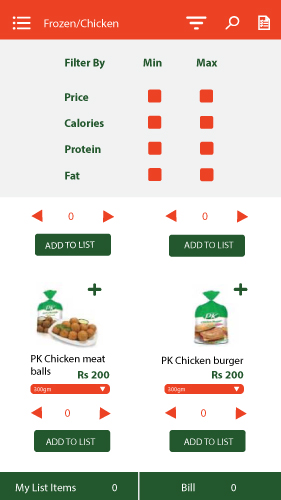 Frozen/Chicken
Filter By Min Max
Price
Calories
Protein
Fat
0 0
ADD TO LIST ADD TO LIST
PK
PK
PK Chicken meat balls
Rs 200
PK Chicken burger
Rs 200
300gm 300gm
0 0
ADD TO LIST ADD TO LIST
My List Items 0 Bill 0